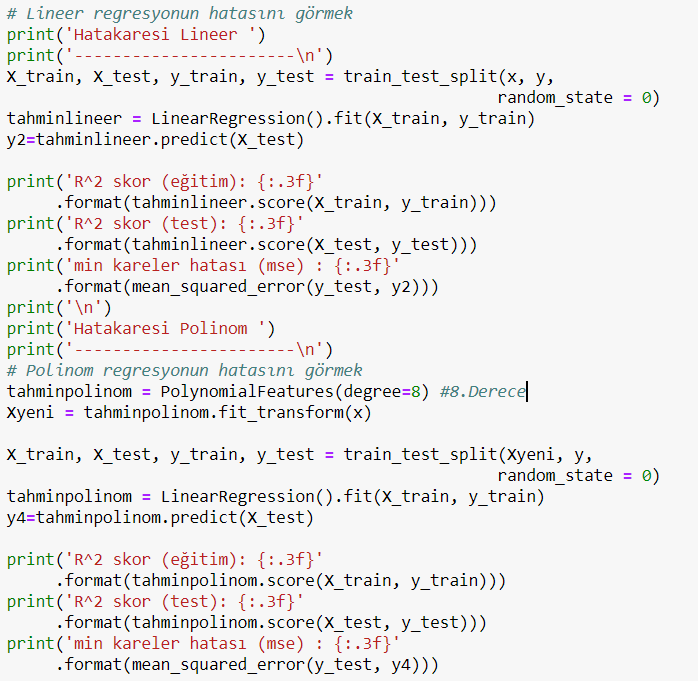 # Lineer regresyonun hatasını görmek
print('Hatakaresi Lineer ')
print('-----------------------\n')
X_train, X_test, y_train, y_test = train_test_split(x, y,
random_state = 0)
tahminlineer = LinearRegression().fit(X_train, y_train)
y2=tahminlineer.predict(X_test)
print('R^2 skor (eğitim): {:.3f}'
.format(tahminlineer.score(X_train, y_train)))
print('R^2 skor (test): {:.3f}'
.format(tahminlineer.score(X_test, y_test)))
print('min kareler hatası (mse) : {:.3f}'
.format(mean_squared_error(y_test, y2)))
print('\n')
print('Hatakaresi Polinom ')
print('-----------------------\n')
# Polinom regresyonun hatasını görmek
tahminpolinom = PolynomialFeatures(degree=8) #8.Derece
Xyeni = tahminpolinom.fit_transform(x)
X_train, X_test, y_train, y_test = train_test_split(Xyeni, y,
random_state = 0)
tahminpolinom = LinearRegression().fit(X_train, y_train)
y4=tahminpolinom.predict(X_test)
print('R^2 skor (eğitim): {:.3f}'
.format(tahminpolinom.score(X_train, y_train)))
print('R^2 skor (test): {:.3f}'
.format(tahminpolinom.score(X_test, y_test)))
print('min kareler hatası (mse) : {:.3f}'
.format(mean_squared_error(y_test, y4)))